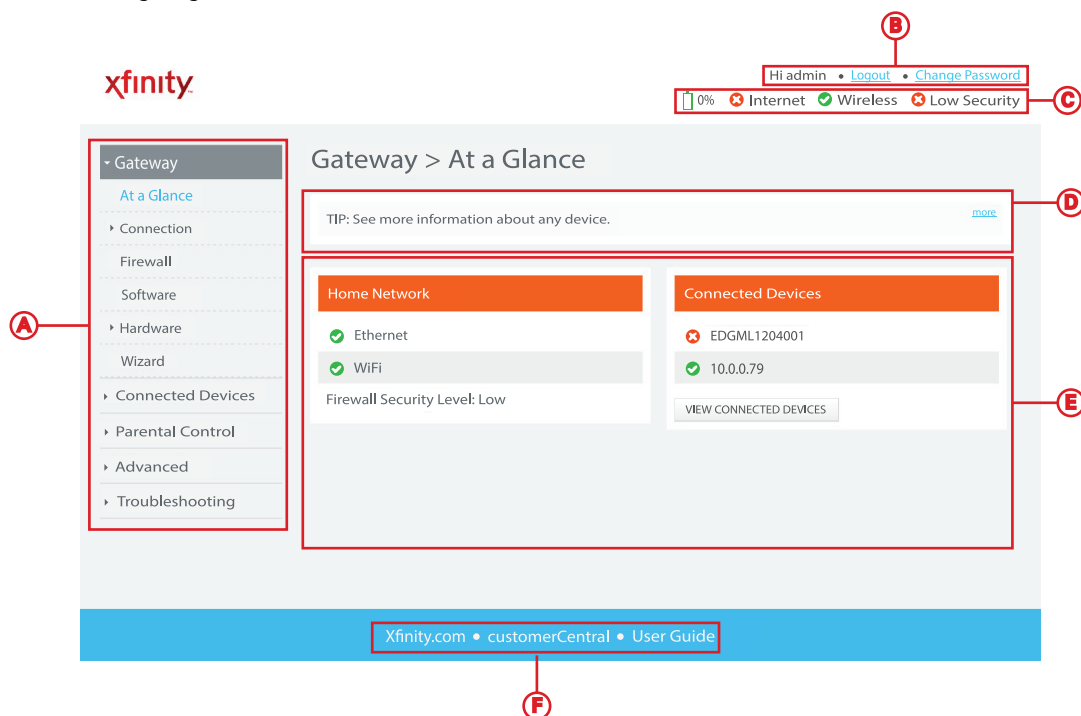 B
xfinity.
Hi admin • Logout • Change Password
0% Internet Wireless Low Security
C
Gateway
At a Glance
Connection
Firewall
Software
Hardware
Wizard
Connected Devices
Parental Control
Advanced
Troubleshooting
A
Gateway > At a Glance
TIP: See more information about any device.
more
D
Home Network
Ethernet
WiFi
Firewall Security Level: Low
Connected Devices
EDGML1204001
10.0.0.79
VIEW CONNECTED DEVICES
E
Xfinity.com • customerCentral • User Guide
F